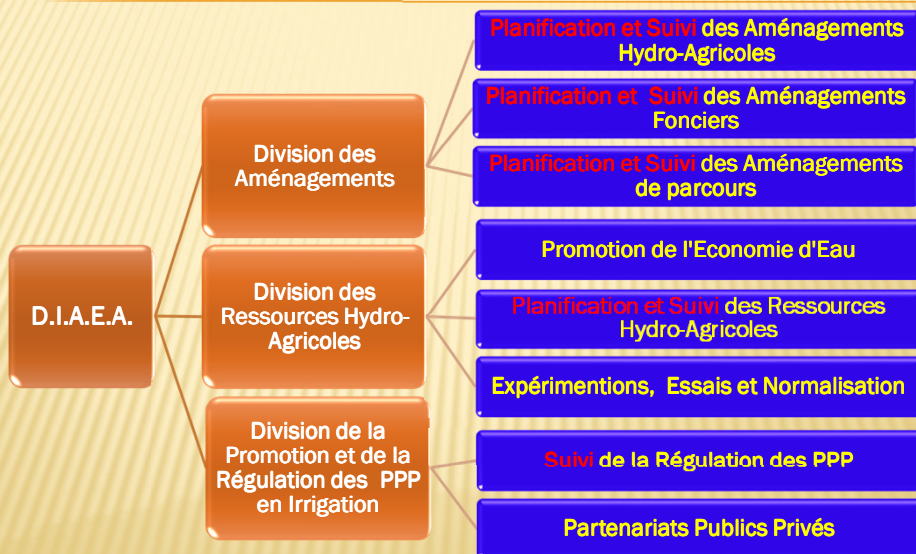 D.I.A.E.A.
Division des
Aménagements
Planification et Suivi des Aménagements
Hydro-Agricoles
Planification et Suivi des Aménagements
Fonciers
Planification et Suivi des Aménagements
de parcours
Division des
Ressources Hydro-
Agricoles
Promotion de l'Economie d'Eau
Planification et Suivi des Ressources
Hydro-Agricoles
Expérimentions, Essais et Normalisation
Division de la
Promotion et de la
Régulation des PPP
en Irrigation
Suivi de la Régulation des PPP
Partenariats Publics Privés